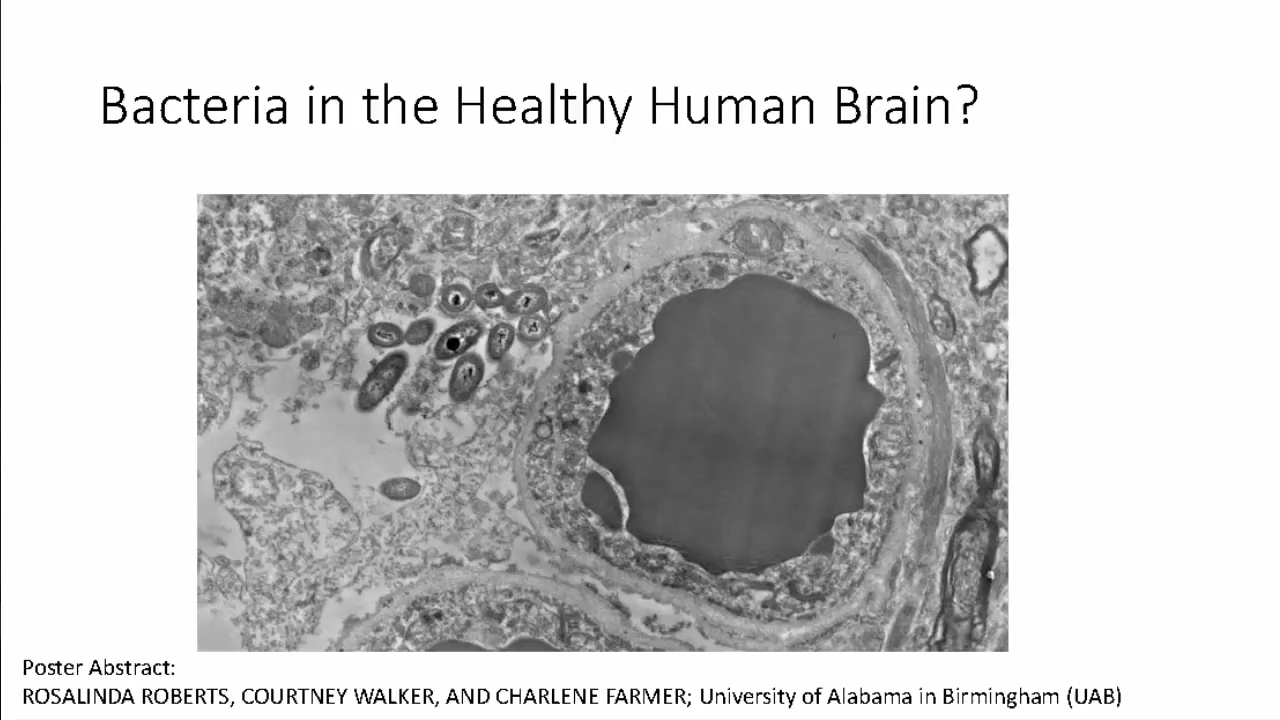 Bacteria in the Healthy Human Brain?
Poster Abstract:
ROSALINDA ROBERTS, COURTNEY WALKER, AND CHARLENE FARMER; University of Alabama in Birmingham (UAB)